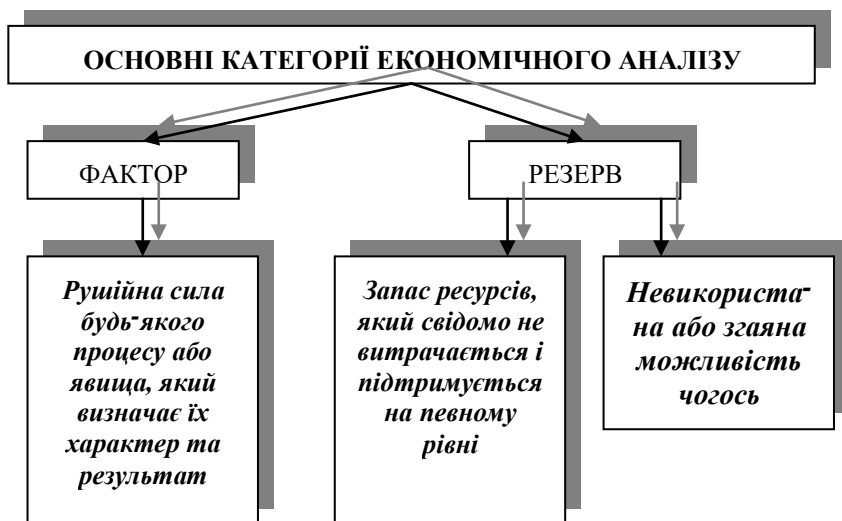 ОСНОВНІ КАТЕГОРІЇ ЕКОНОМІЧНОГО АНАЛІЗУ
ФАКТОР
РЕЗЕРВ
Рушійна сила
будь-якого
процесу або
явища, який
визначає їх
характер та
результат
Запас ресурсів,
який свідомо не
витрачається і
підтримується
на певному
рівні
Невикориста-
на або згаяна
можливість
чогось